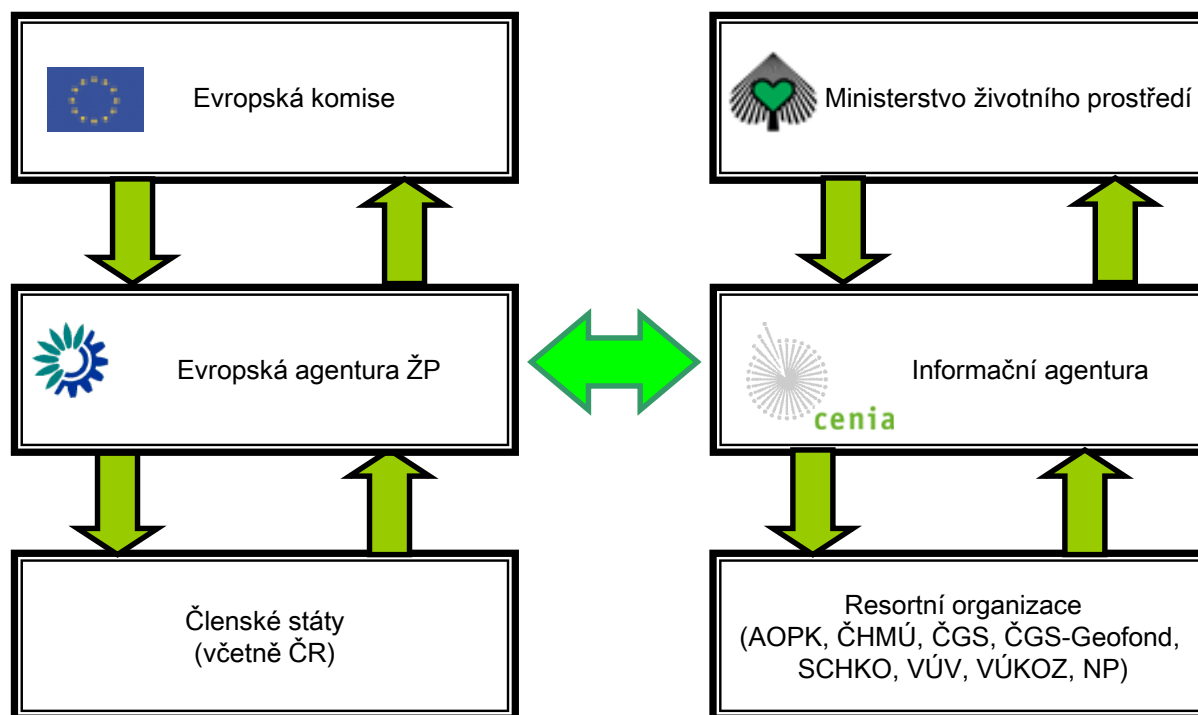 Evropská komise
Ministerstvo životního prostředí
Evropská agentura ŽP
Informační agentura
cenia
Členské státy
(včetně ČR)
Resortní organizace
(AOPK, ČHMÚ, ČGS, ČGS-Geofond,
SCHKO, VÚV, VÚKOZ, NP)